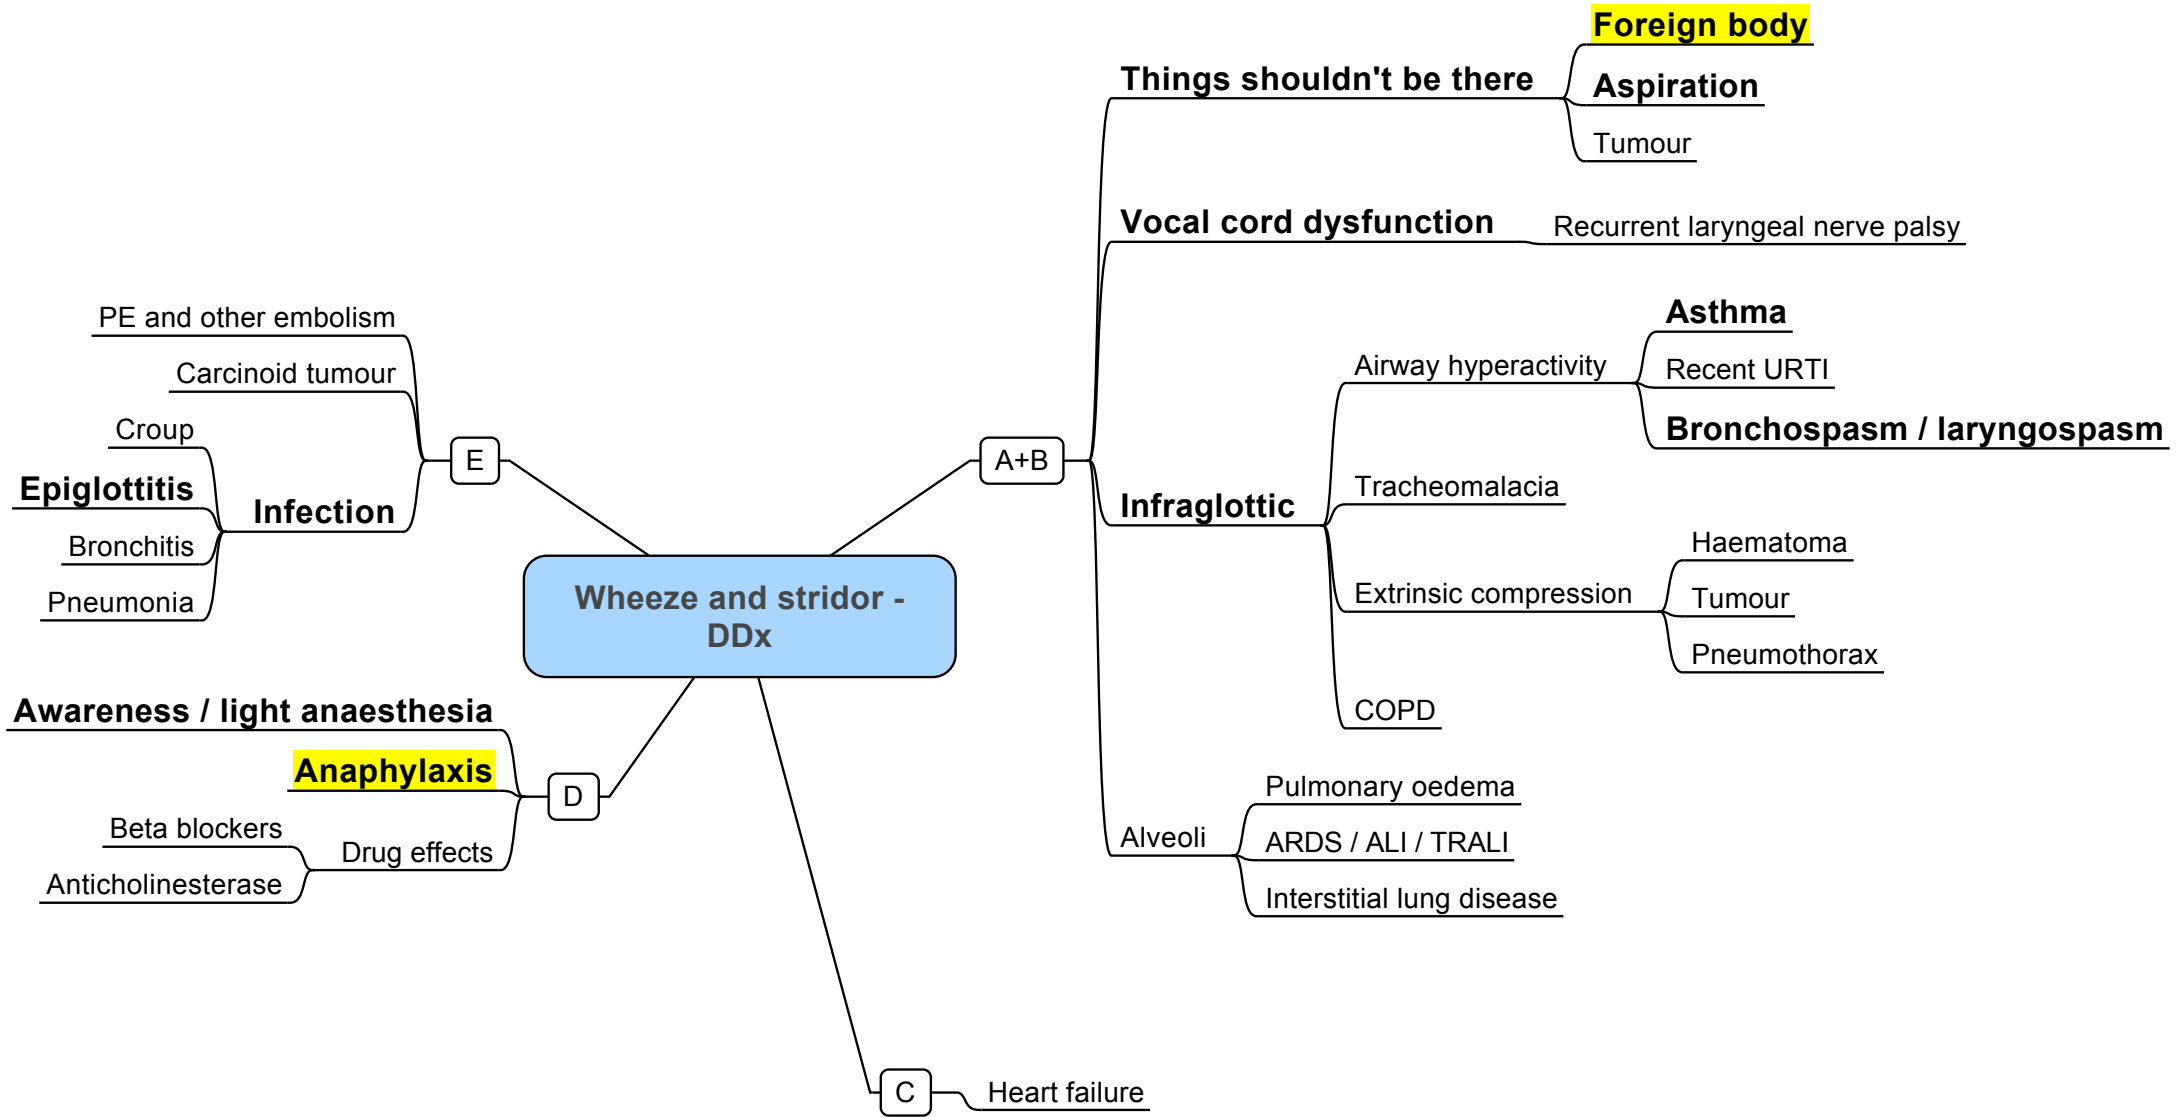 Foreign body
Things shouldn't be there
Aspiration
Tumour
Vocal cord dysfunction
Recurrent laryngeal nerve palsy
PE and other embolism
Carcinoid tumour
Croup
E
Epiglottitis
Infection
Bronchitis
Pneumonia
A+B
Asthma
Airway hyperactivity
Recent URTI
Bronchospasm / laryngospasm
Infraglottic
Tracheomalacia
Haematoma
Extrinsic compression
Tumour
Pneumothorax
COPD
Wheeze and stridor -
DDx
Awareness / light anaesthesia
Anaphylaxis
D
Beta blockers
Drug effects
Anticholinesterase
Pulmonary oedema
Alveoli
ARDS / ALI / TRALI
Interstitial lung disease
C
Heart failure